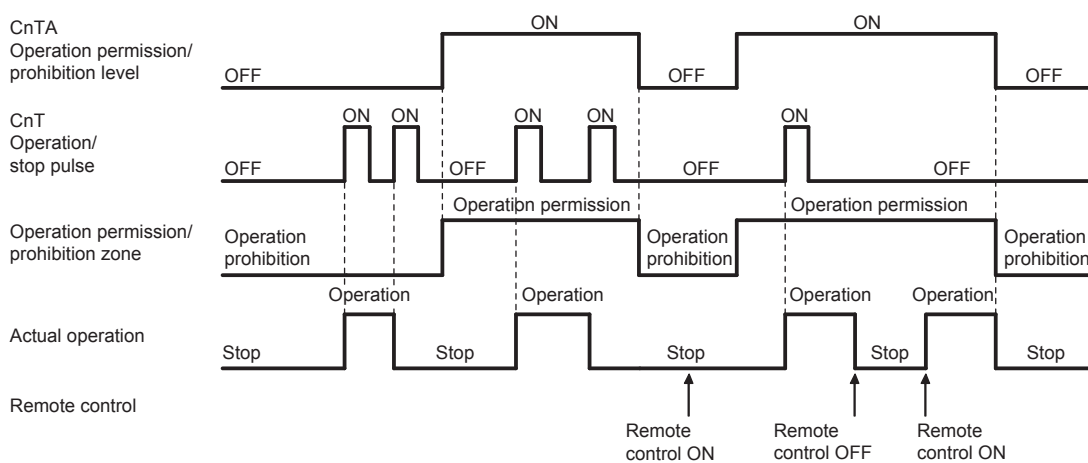 CnTA
Operation permission/
prohibition level
OFF
ON
OFF
ON
OFF
CnT
Operation/
stop pulse
OFF
ON
ON
OFF
ON
ON
OFF
ON
OFF
Operation permission/
prohibition zone
Operation
prohibition
Operation permission
Operation
prohibition
Operation permission
Operation
prohibition
Actual operation
Stop
Operation
Stop
Operation
Stop
Operation
Stop
Operation
Stop
Remote control
Remote
control ON
Remote
control OFF
Remote
control ON